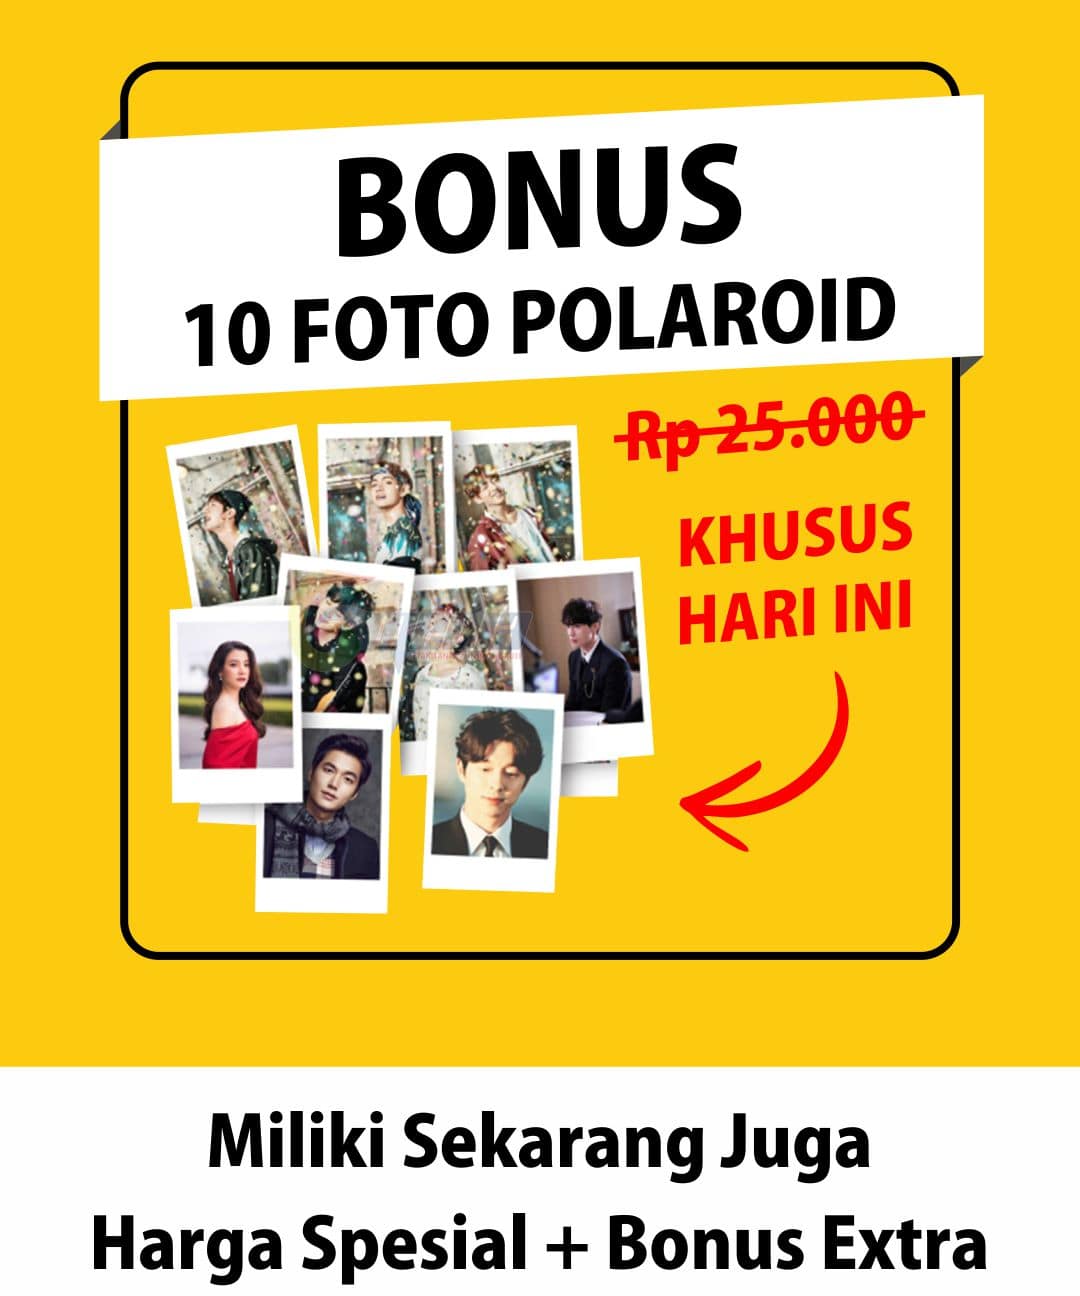 BONUS
10 FOTO POLAROID
Rp 25.000
KHUSUS
HARI INI
Miliki Sekarang Juga
Harga Spesial + Bonus Extra